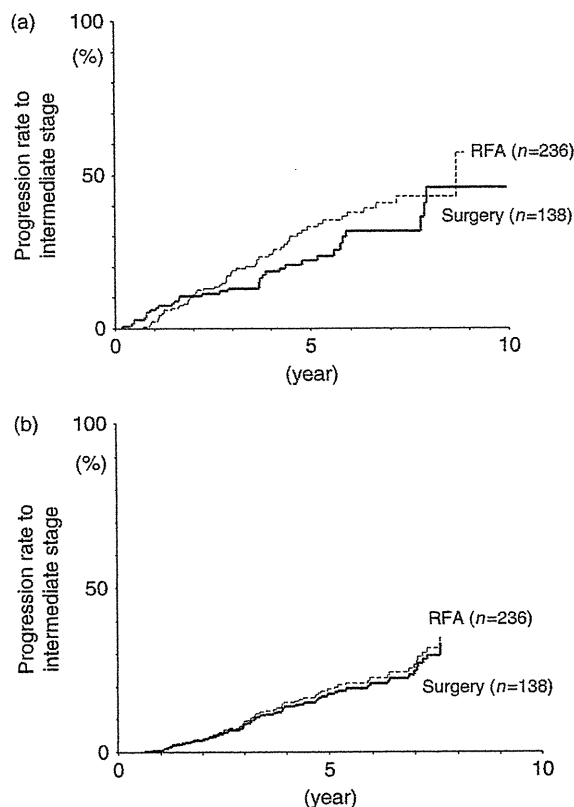 (a)
100
(%)
Progression rate to
intermediate stage
50
RFA (n=236)
Surgery (n=138)
0
0
5
10
(year)
(b)
100
(%)
Progression rate to
intermediate stage
50
RFA (n=236)
Surgery (n=138)
0
0
5
10
(year)